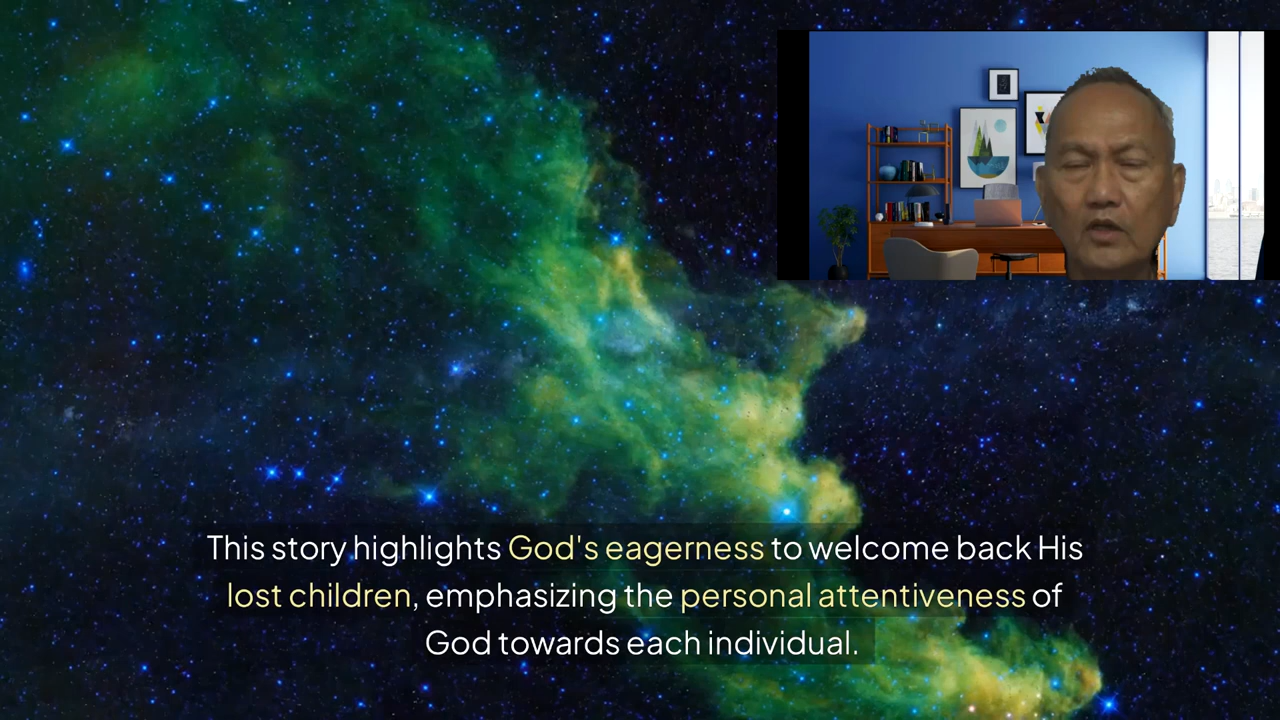 This story highlights God's eagerness to welcome back His
lost children, emphasizing the personal attentiveness of
God towards each individual.